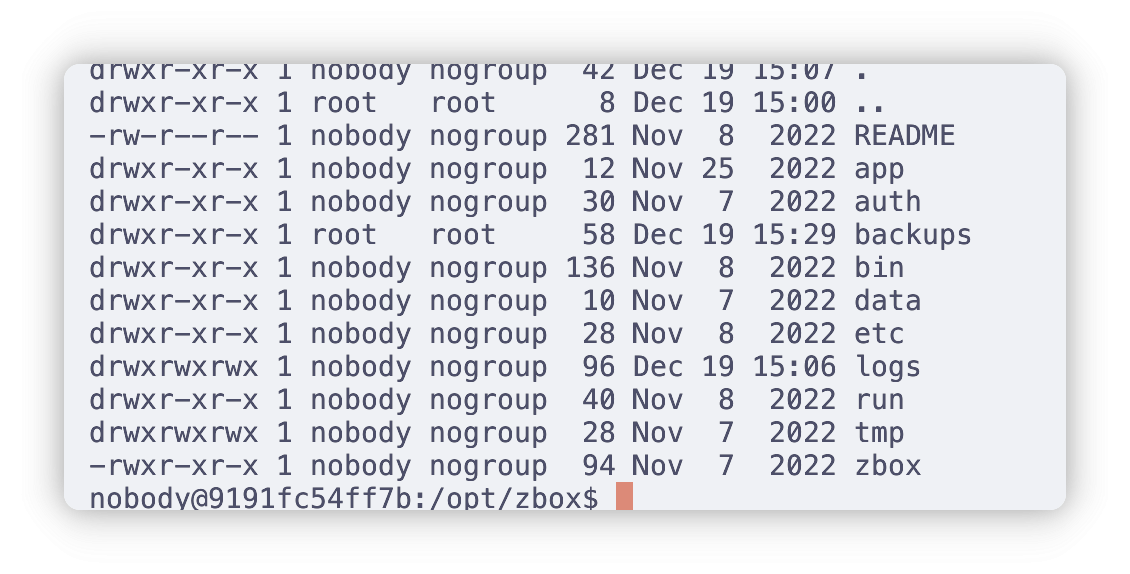 drwxr-xr-x 1 nobody nogroup  42 Dec 19 15:07 .
drwxr-xr-x 1 root   root      8 Dec 19 15:00 ..
-rw-r--r-- 1 nobody nogroup 281 Nov  8  2022 README
drwxr-xr-x 1 nobody nogroup  12 Nov 25  2022 app
drwxr-xr-x 1 nobody nogroup  30 Nov  7  2022 auth
drwxr-xr-x 1 root   root     58 Dec 19 15:29 backups
drwxr-xr-x 1 nobody nogroup 136 Nov  8  2022 bin
drwxr-xr-x 1 nobody nogroup  10 Nov  7  2022 data
drwxr-xr-x 1 nobody nogroup  28 Nov  8  2022 etc
drwxrwxrwx 1 nobody nogroup  96 Dec 19 15:06 logs
drwxr-xr-x 1 nobody nogroup  40 Nov  8  2022 run
drwxrwxrwx 1 nobody nogroup  28 Nov  7  2022 tmp
-rwxr-xr-x 1 nobody nogroup  94 Nov  7  2022 zbox
nobody@9191fc54ff7b:/opt/zbox$